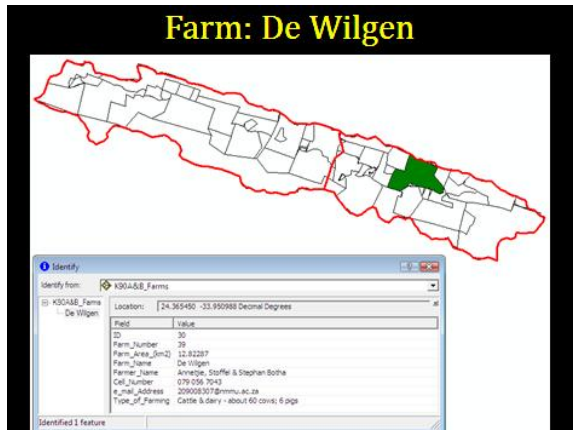 Farm: De Wilgen
Identify
Identify from: K90A&B_Farms
K90A&B_Farms
De Wilgen
Location: 24.365450 -33.950988 Decimal Degrees
Field Value
ID 30
Farm_Number 39
Farm_Area_(km2) 12.82287
Farm_Name De Wilgen
Farmer_Name Annetjie, Stoffel & Stephan Botha
Cell_Number 079 056 7043
e_mail_Address 209008307@nmmu.ac.za
Type_of_Farming Cattle & dairy - about 60 cows; 6 pigs
Identified 1 feature